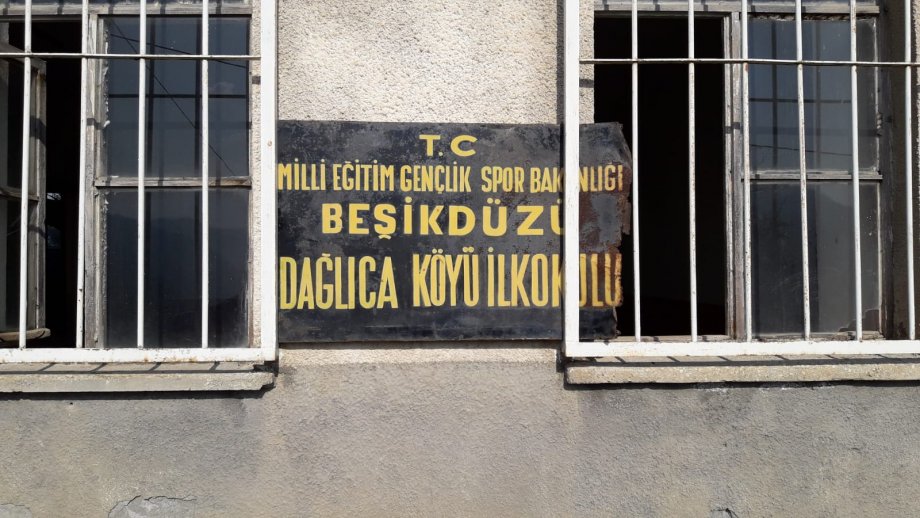 T.C
MİLLİ EĞİTİM GENÇLİK SPOR BAKANLIĞI
BEŞİKDÜZÜ
DAĞLICA KÖYÜ İLKOKULU